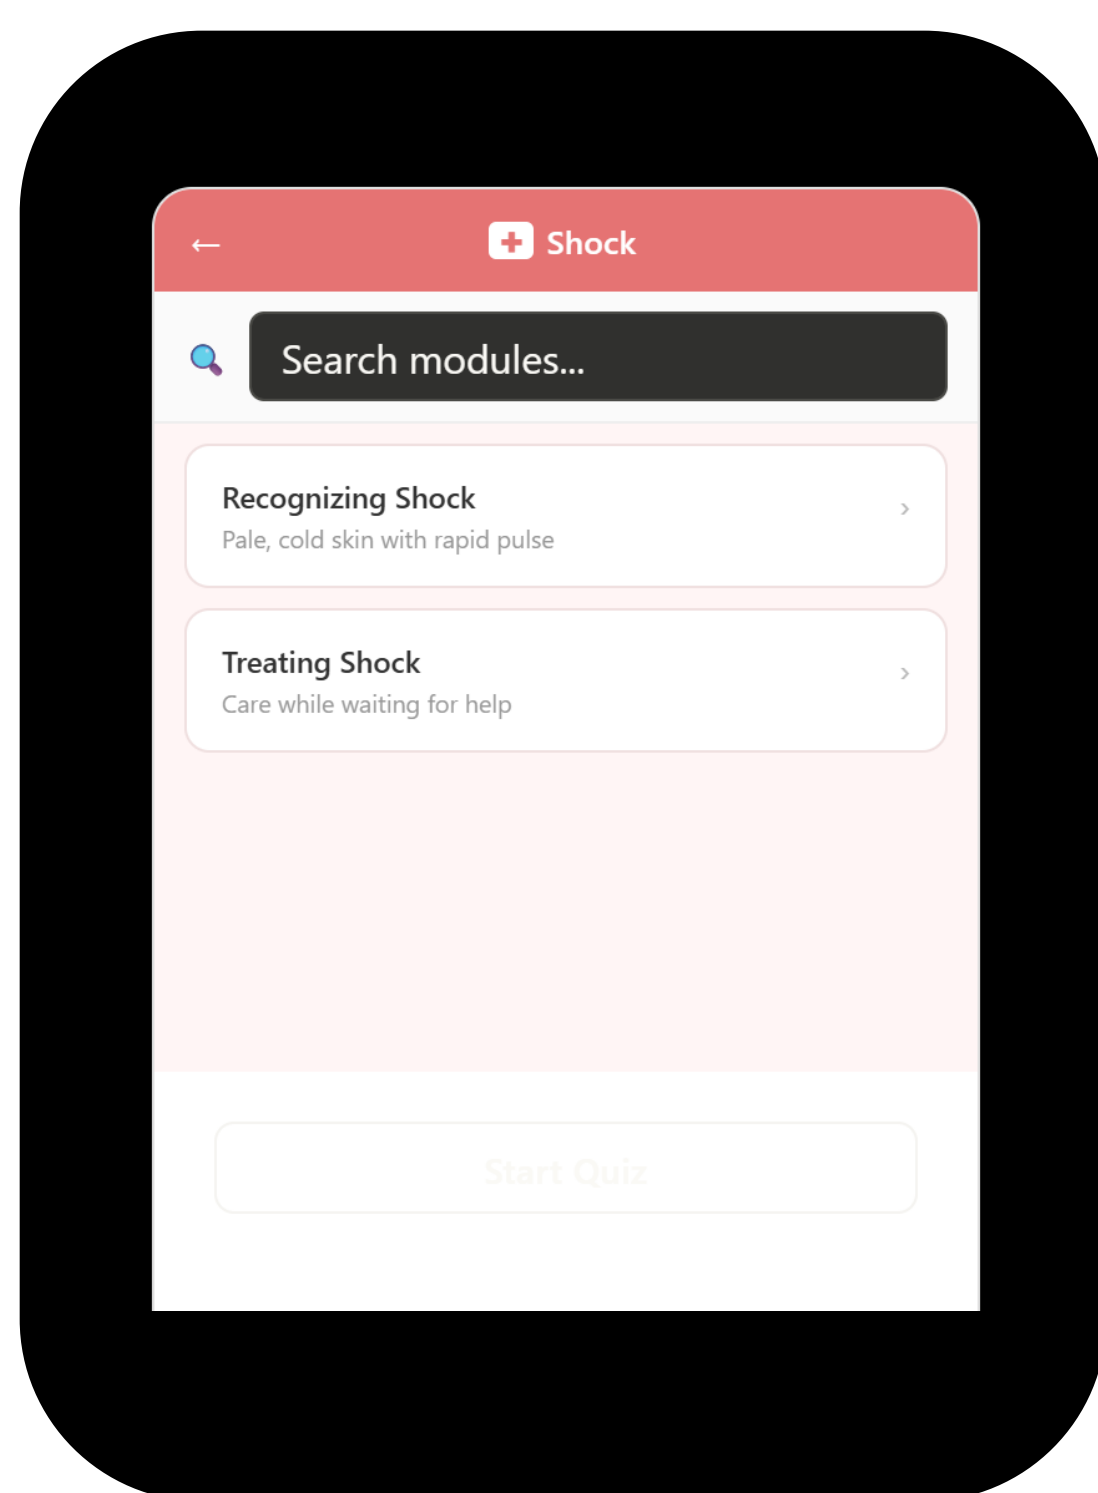 Shock
Search modules...
Recognizing Shock
Pale, cold skin with rapid pulse
Treating Shock
Care while waiting for help
Start Quiz